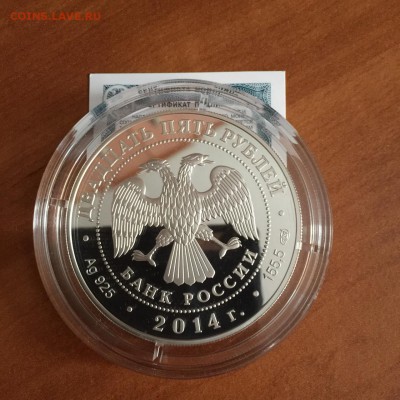 COINS.LAVE.RU
ДВАДЦАТЬ ПЯТЬ РУБЛЕЙ
БАНК РОССИИ
Ag 925 • 2014 г. • 155,5